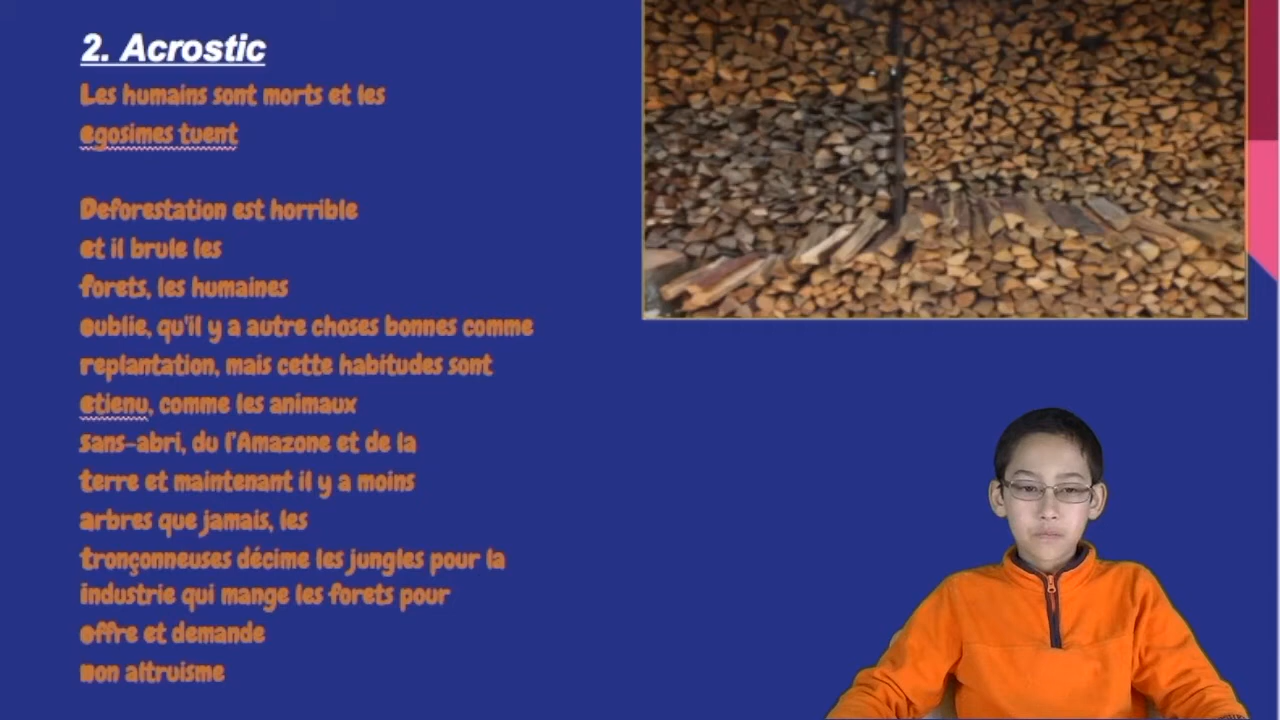 2. Acrostic
Les humains sont morts et les
egosimes tuent
Deforestation est horrible
et il brule les
forets, les humaines
oublie, qu'il y a autre choses bonnes comme
replantation, mais cette habitudes sont
etienu, comme les animaux
sans-abri, du l'Amazone et de la
terre et maintenant il y a moins
arbres que jamais, les
tronçonneuses décime les jungles pour la
industrie qui mange les forets pour
offre et demande
non altruisme